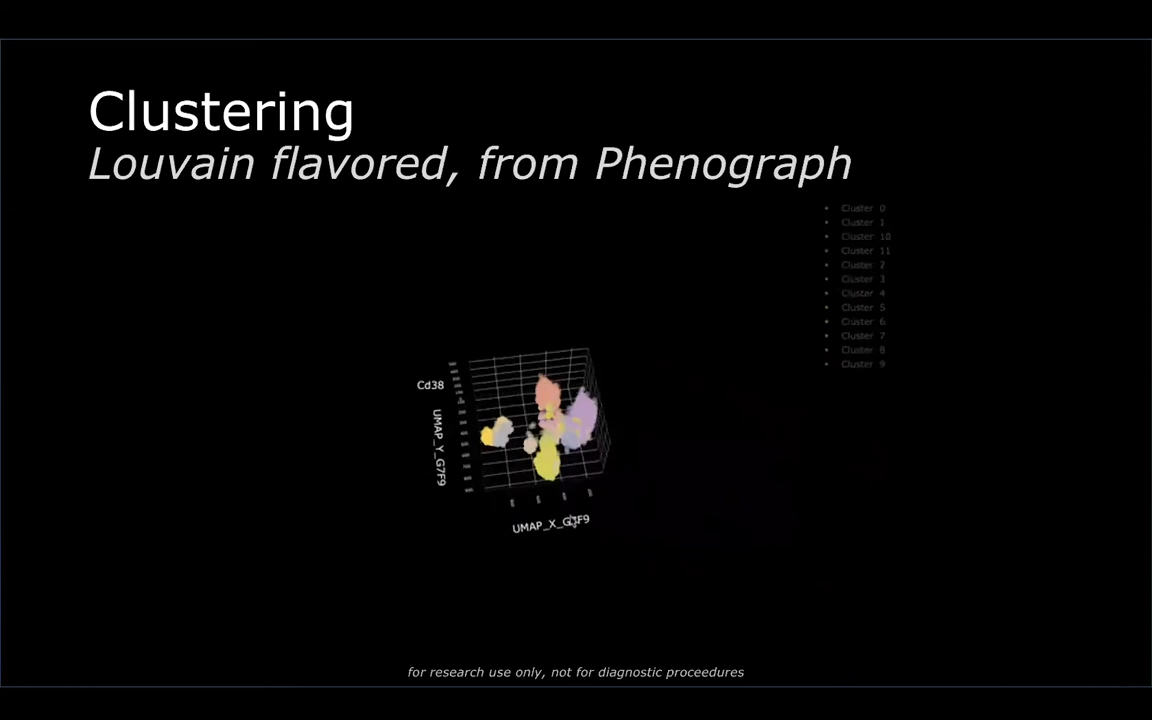 Clustering
Louvain flavored, from Phenograph
Cluster 0
Cluster 1
Cluster 10
Cluster 11
Cluster 2
Cluster 3
Cluster 4
Cluster 5
Cluster 6
Cluster 7
Cluster 8
Cluster 9
Cd38
UMAP_Y_G7F9
UMAP_X_G7F9
for research use only, not for diagnostic proceedures